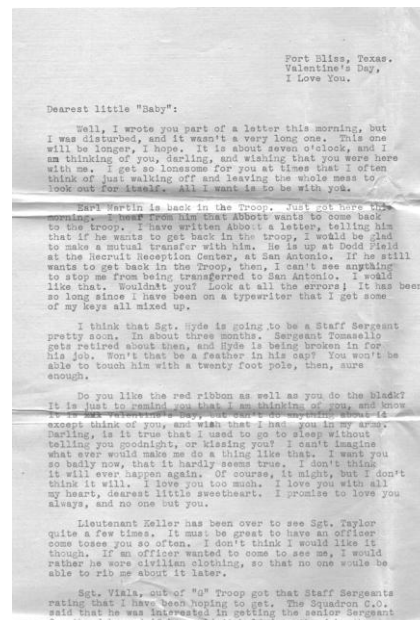 Fort Bliss, Texas.
Valentine's Day,
I Love You.
Dearest little "Baby":
Well, I wrote you part of a letter this morning, but
I was disturbed, and it wasn't a very long one. This one
will be longer, I hope. It is about seven o'clock, and I
am thinking of you, darling, and wishing that you were here
with me. I get so lonesome for you at times that I often
think of just walking off and leaving the whole mess to
look out for itself. All I want is to be with you.
Earl Martin is back in the Troop. Just got here this
morning. I hear from him that Abbott wants to come back
to the troop. I have written Abbott a letter, telling him
that if he wants to get back in the troop, I would be glad
to make a mutual transfer with him. He is up at Dodd Field
at the Recruit Reception Center, at San Antonio. If he still
wants to get back in the Troop, then, I can't see anything
to stop me from being transferred to San Antonio. I would
like that. Wouldn't you? Look at all the errors! It has been
so long since I have been on a typewriter that I get some
of my keys all mixed up.
I think that Sgt. Hyde is going to be a Staff Sergeant
pretty soon. In about three months. Sergeant Tomasello
gets retired about then, and Hyde is being broken in for
his job. Won't that be a feather in his cap? You won't be
able to touch him with a twenty foot pole, then, sure
enough.
Do you like the red ribbon as well as you do the black?
It is just to remind you that I am thinking of you, and know
it is Valentine's Day, but can't do anything about it
except think of you, and wish that I had you in my arms.
Darling, is it true that I used to go to sleep without
telling you goodnight, or kissing you? I can't imagine
what ever would make me do a thing like that. I want you
so badly now, that it hardly seems true. I don't think
it will ever happen again. Of course, it might, but I don't
think it will. I love you too much. I love you with all
my heart, dearest little sweetheart. I promise to love you
always, and no one but you.
Lieutenant Keller has been over to see Sgt. Taylor
quite a few times. It must be great to have an officer
come tosee you so often. I don't think I would like it
though. If an officer wanted to come to see me, I would
rather he wore civilian clothing, so that no one woule be
able to rib me about it later.
Sgt. Viala, out of "G" Troop got that Staff Sergeants
rating that I have been hoping to get. The Squadron C.O.
said that he was interested in getting the senior Sergeant